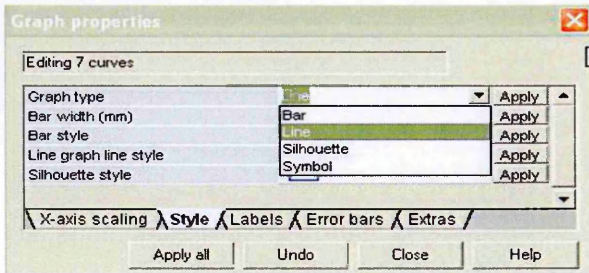 Graph properties
Editing 7 curves
Graph type Line Apply
Bar width (mm) Bar Apply
Bar style Line Apply
Line graph line style Silhouette Apply
Silhouette style Symbol Apply
X-axis scaling Style Labels Error bars Extras
Apply all Undo Close Help